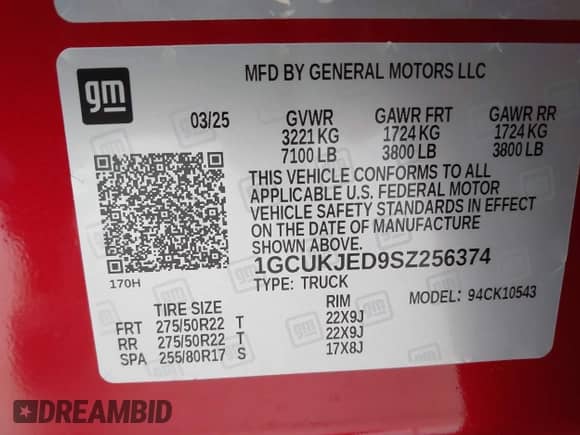 gm
MFD BY GENERAL MOTORS LLC
03/25 GVWR GAWR FRT GAWR RR
3221 KG 1724 KG 1724 KG
7100 LB 3800 LB 3800 LB
THIS VEHICLE CONFORMS TO ALL
APPLICABLE U.S. FEDERAL MOTOR
VEHICLE SAFETY STANDARDS IN EFFECT
ON THE DATE OF MANUFACTURE
SHOWN ABOVE.
170H
1GCUKJED9SZ256374
TYPE: TRUCK
MODEL: 94CK10543
TIRE SIZE RIM
FRT 275/50R22 T 22X9J
RR 275/50R22 T 22X9J
SPA 255/80R17 S 17X8J
DREAMBID